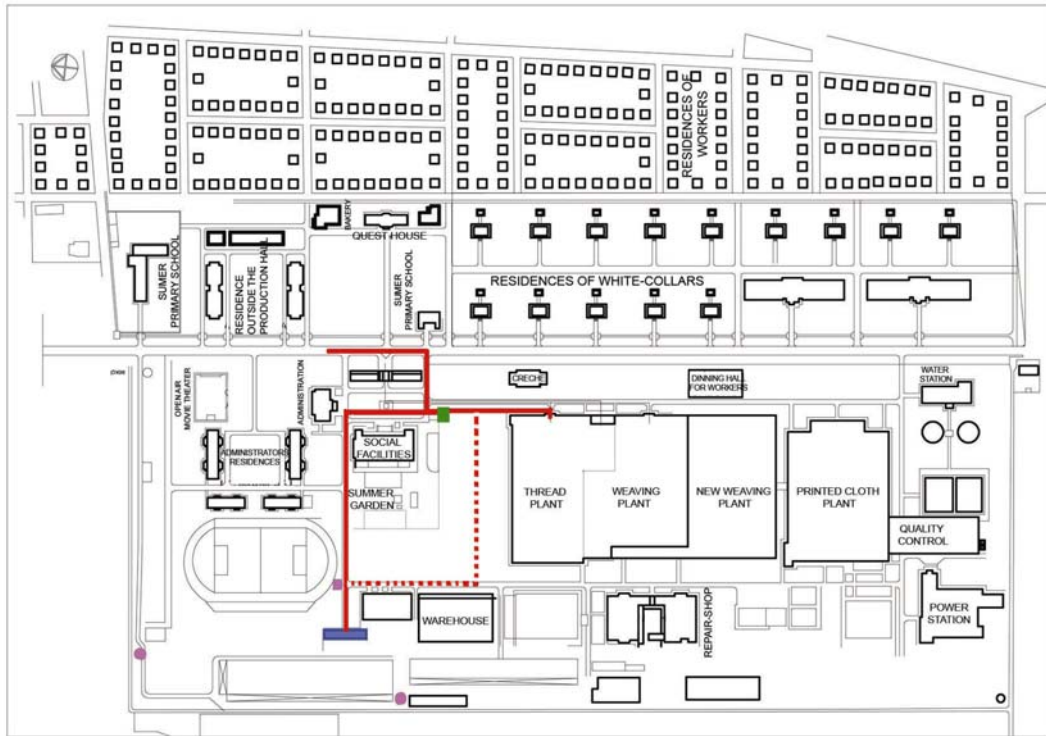 RESIDENCES OF
WORKERS
BAKERY
QUEST HOUSE
SUMER
PRIMARY SCHOOL
RESIDENCE
OUTSIDE THE
PRODUCTION HALL
SUMER
PRIMARY SCHOOL
RESIDENCES OF WHITE-COLLARS
OPEN AIR
MOVIE THEATER
ADMINISTRATION
CRECHE
DINNING HALL
FOR WORKERS
WATER
STATION
ADMINISTRATORS
RESIDENCES
SOCIAL
FACILITIES
SUMMER
GARDEN
THREAD
PLANT
WEAVING
PLANT
NEW WEAVING
PLANT
PRINTED CLOTH
PLANT
QUALITY
CONTROL
WAREHOUSE
REPAIR-SHOP
POWER
STATION